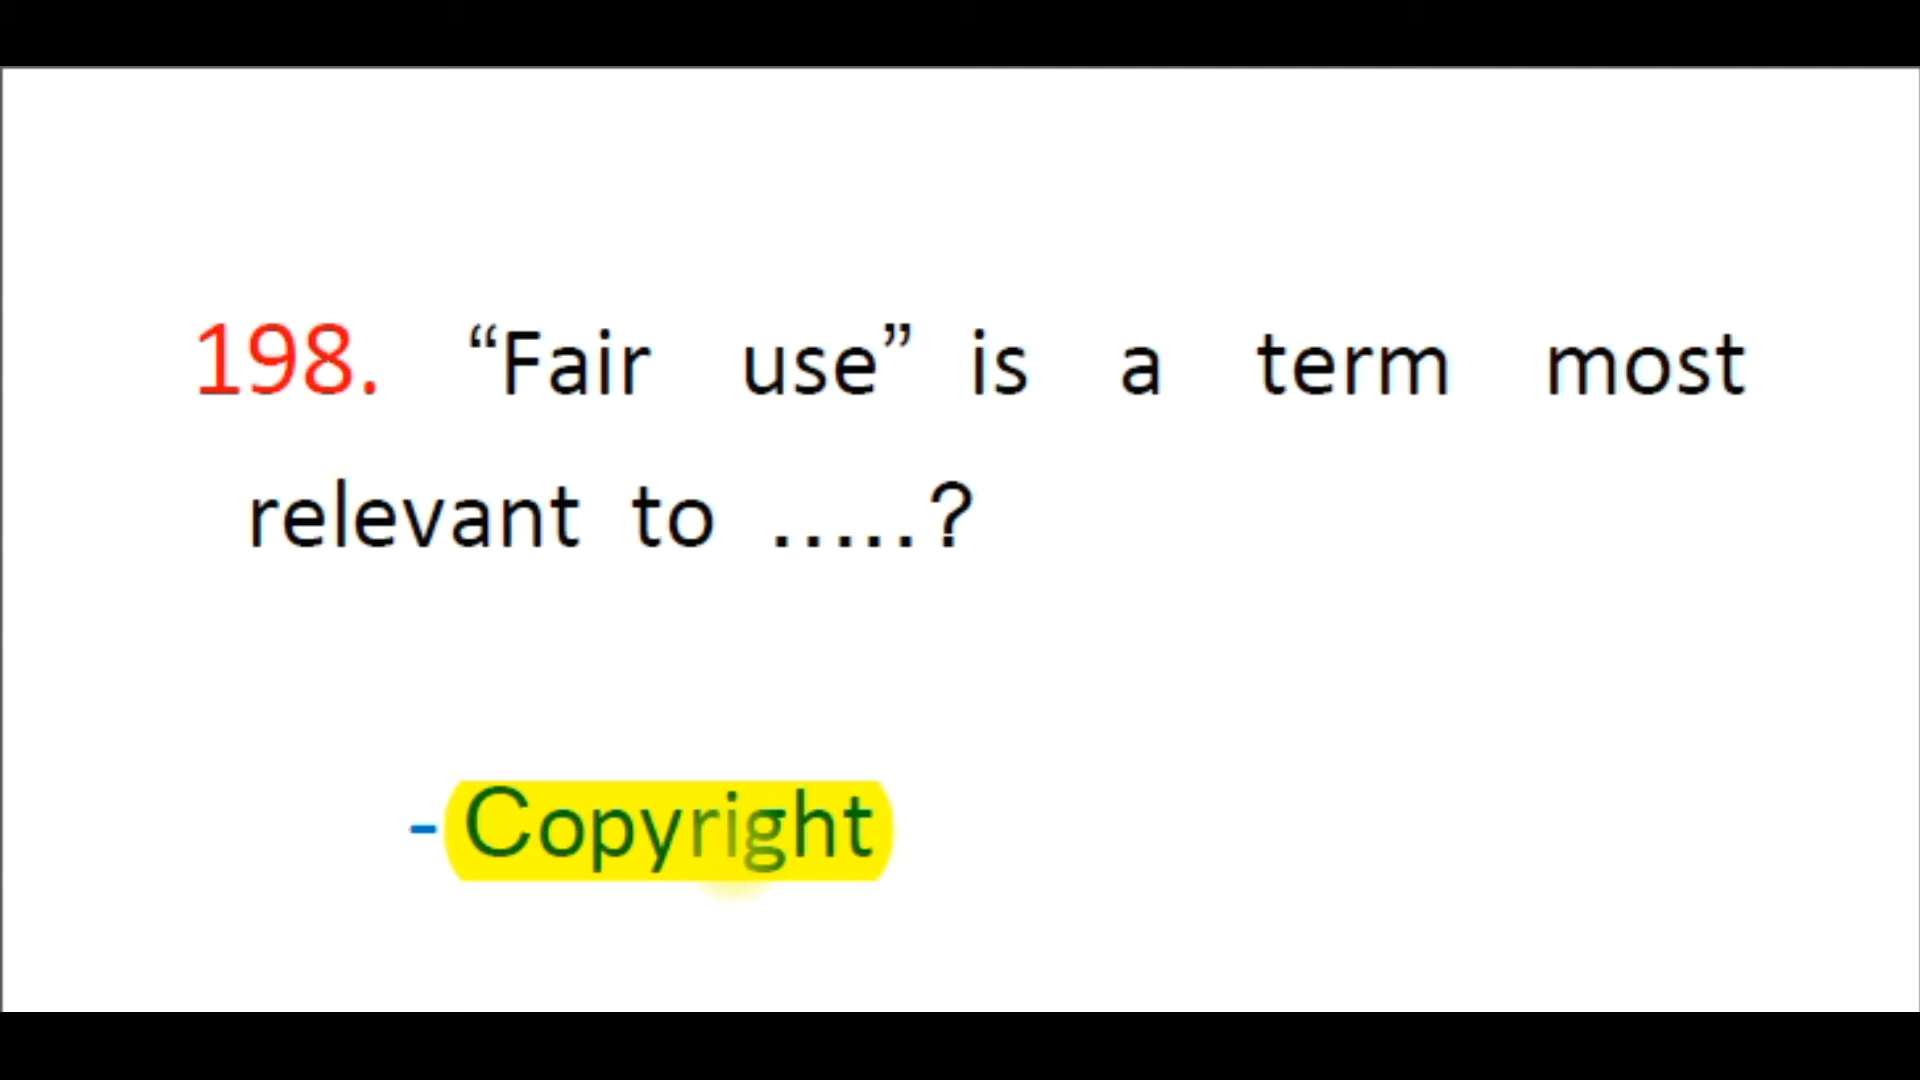 198. “Fair use” is a term most
relevant to .....?
- Copyright